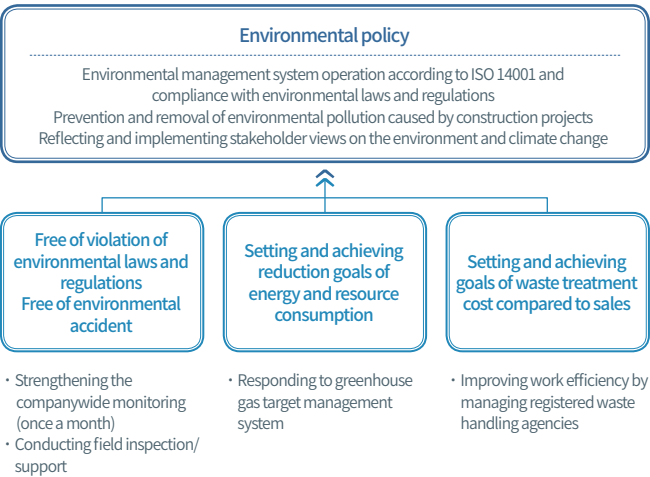 Environmental policy
Environmental management system operation according to ISO 14001 and
compliance with environmental laws and regulations
Prevention and removal of environmental pollution caused by construction projects
Reflecting and implementing stakeholder views on the environment and climate change
Free of violation of
environmental laws and
regulations
Free of environmental
accident
Setting and achieving
reduction goals of
energy and resource
consumption
Setting and achieving
goals of waste treatment
cost compared to sales
· Strengthening the
companywide monitoring
(once a month)
· Conducting field inspection/
support
· Responding to greenhouse
gas target management
system
· Improving work efficiency by
managing registered waste
handling agencies